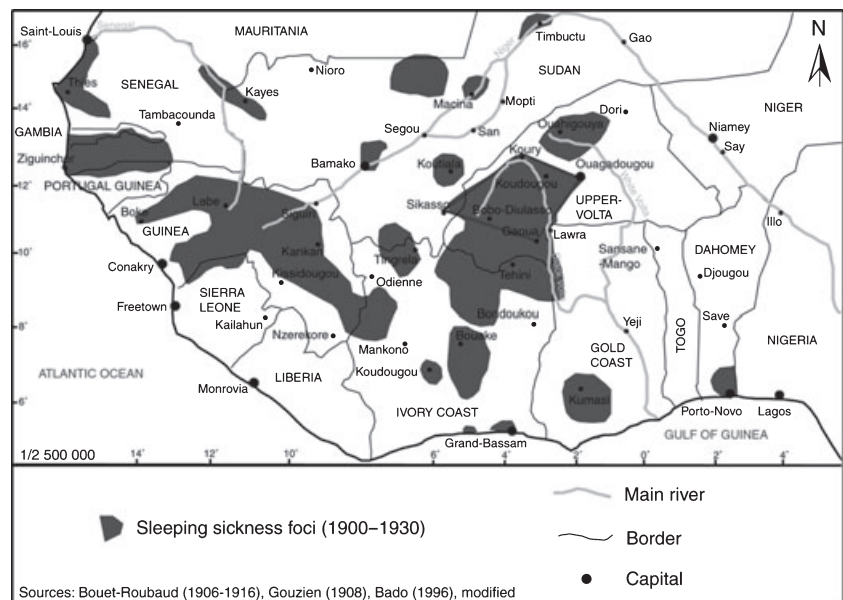 Saint-Louis
Senegal
MAURITANIA
N
16°
Niger
Timbuctu
Gao
Nioro
SUDAN
Thies
SENEGAL
Kayes
14°
Macina
Mopti
Dori
NIGER
Tambacounda
GAMBIA
Segou
San
Ouahigouya
Niamey
Say
Ziguinchor
Bamako
Koutiala
Koury
Ouagadougou
12°
PORTUGAL GUINEA
Koudougou
White Volta
Labe
Siguiri
Sikasso
Bobo-Diulasso
UPPER-
VOLTA
Boke
GUINEA
Gaoua
Lawra
Illo
10°
Kankan
Tingrela
Sansane
-Mango
DAHOMEY
Conakry
Kissidougou
Odienne
Tehini
Djougou
Freetown
SIERRA
LEONE
Kailahun
Bondoukou
Yeji
Save
8°
Nzerekore
Mankono
Bouake
NIGERIA
GOLD
COAST
TOGO
ATLANTIC OCEAN
Monrovia
LIBERIA
Koudougou
6°
IVORY COAST
Kumasi
Porto-Novo
Lagos
Grand-Bassam
GULF OF GUINEA
1/2 500 000
14° 12° 10° 6° 4° 2° 0° 2° 4°
Main river
Sleeping sickness foci (1900–1930)
Border
Capital
Sources: Bouet-Roubaud (1906-1916), Gouzien (1908), Bado (1996), modified